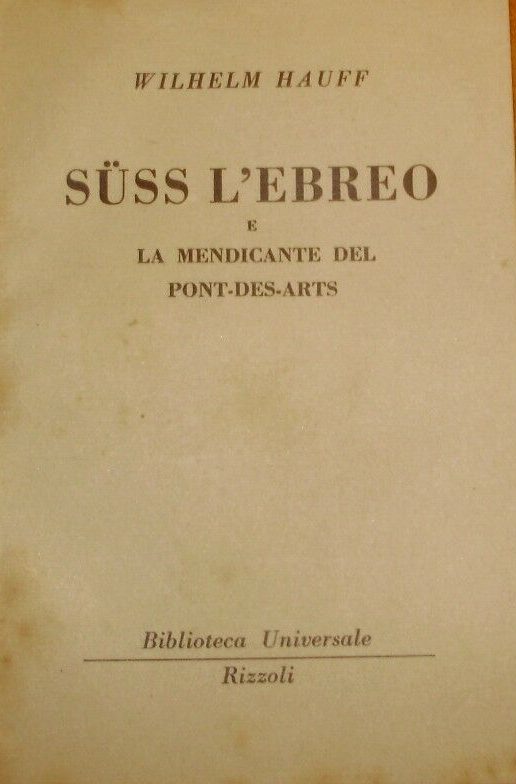 WILHELM HAUFF
SÜSS L'EBREO
E
LA MENDICANTE DEL
PONT-DES-ARTS
Biblioteca Universale
Rizzoli